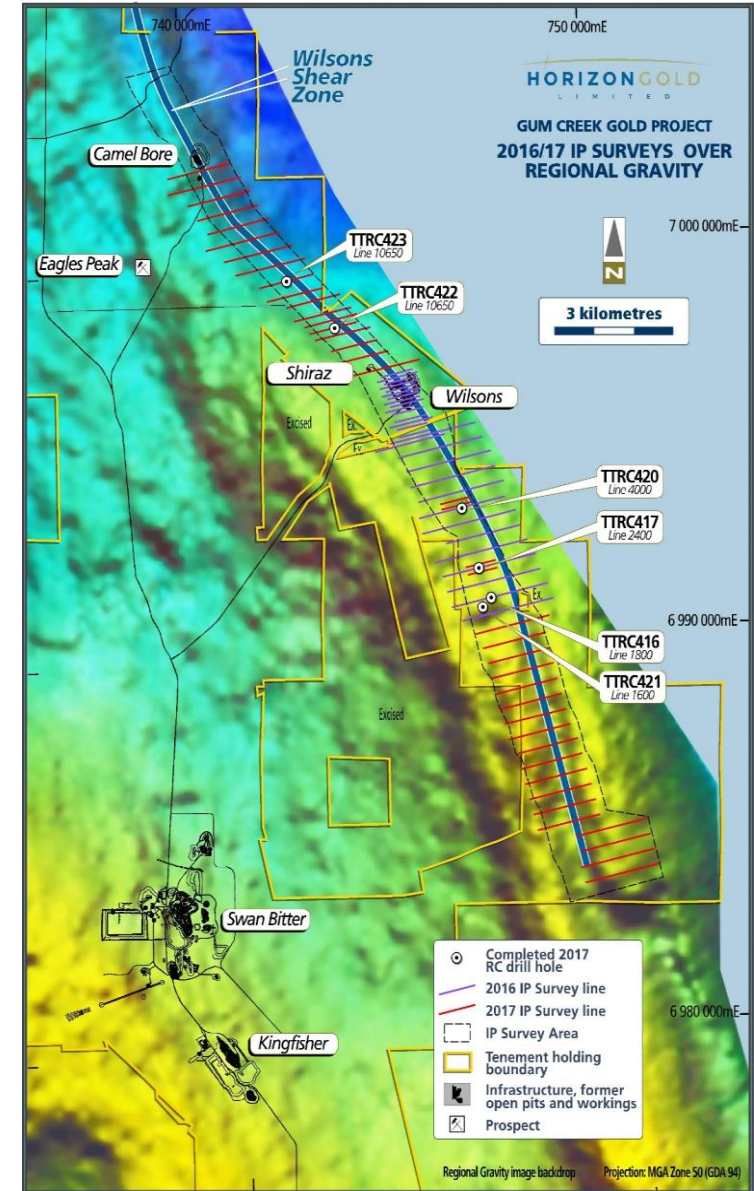 740 000mE
750 000mE
Wilsons
Shear
Zone
HORIZONGOLD
LIMITED
GUM CREEK GOLD PROJECT
2016/17 IP SURVEYS OVER
REGIONAL GRAVITY
Camel Bore
7 000 000mE
N
TTRC423
Line 10650
Eagles Peak
TTRC422
Line 10650
3 kilometres
Shiraz
Wilsons
Excised
Ex.
Ex.
TTRC420
Line 4000
TTRC417
Line 2400
Ex.
6 990 000mE
TTRC416
Line 1800
TTRC421
Line 1600
Excised
Swan Bitter
Completed 2017
RC drill hole
2016 IP Survey line
2017 IP Survey line
6 980 000mE
IP Survey Area
Kingfisher
Tenement holding
boundary
Infrastructure, former
open pits and workings
Prospect
Regional Gravity image backdrop
Projection: MGA Zone 50 (GDA 94)